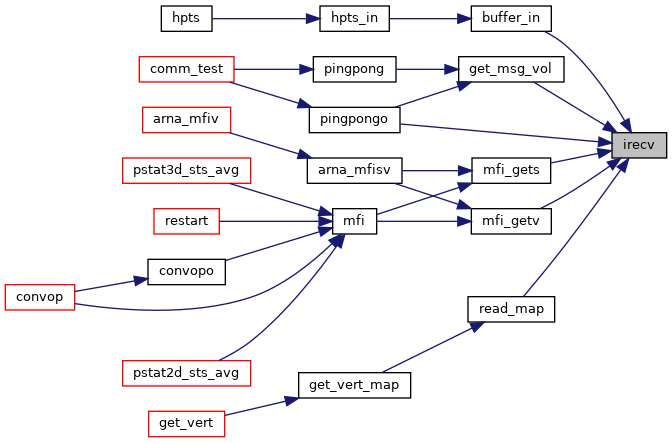 hpts
hpts_in
buffer_in
comm_test
pingpong
get_msg_vol
arna_mfiv
pingpongo
irecv
pstat3d_sts_avg
arna_mfisv
mfi_gets
restart
mfi
mfi_getv
convopo
convop
read_map
pstat2d_sts_avg
get_vert_map
get_vert